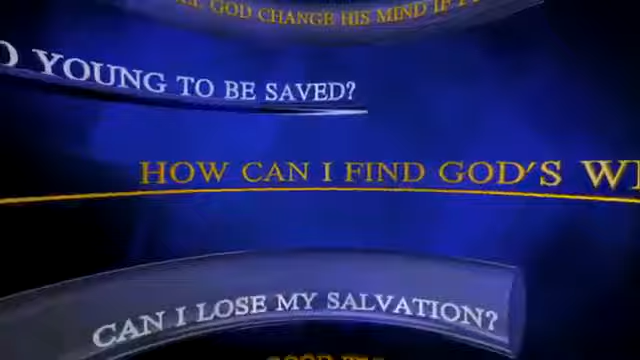 GOD CHANGE HIS MIND IF
YOUNG TO BE SAVED?
HOW CAN I FIND GOD'S
CAN I LOSE MY SALVATION?